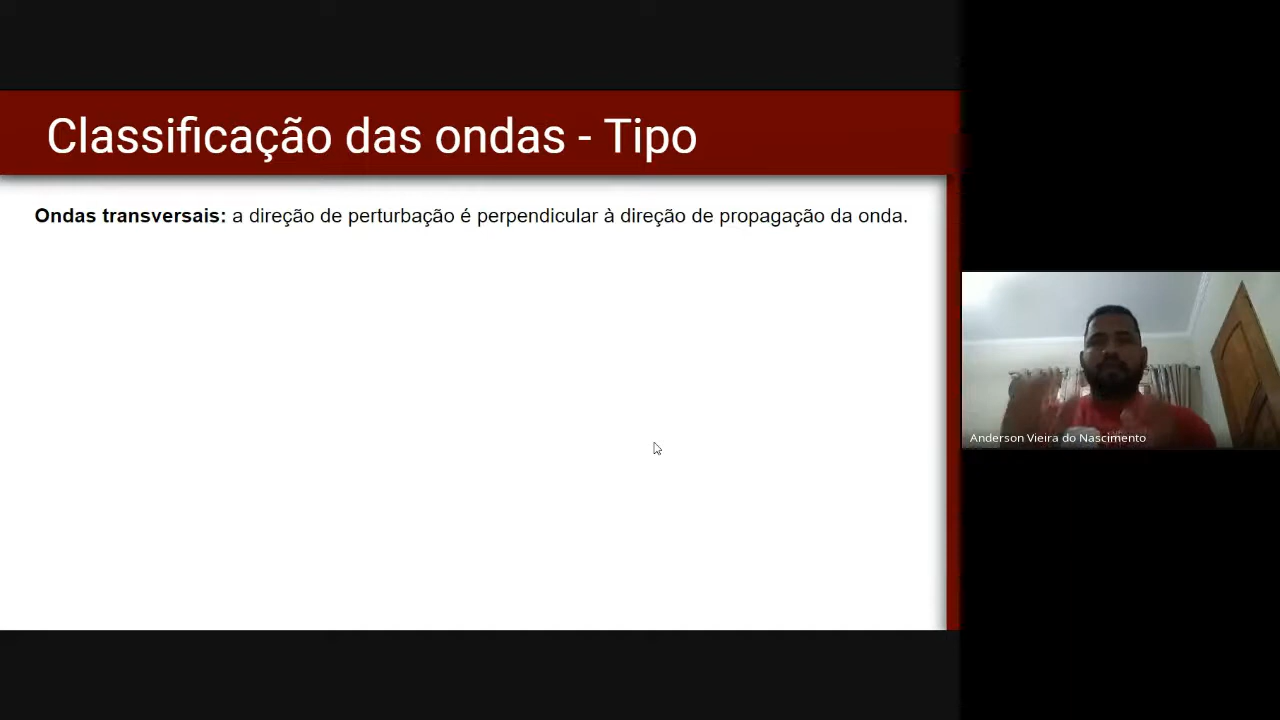 Classificação das ondas - Tipo
Ondas transversais: a direção de perturbação é perpendicular à direção de propagação da onda.
Anderson Vieira do Nascimento